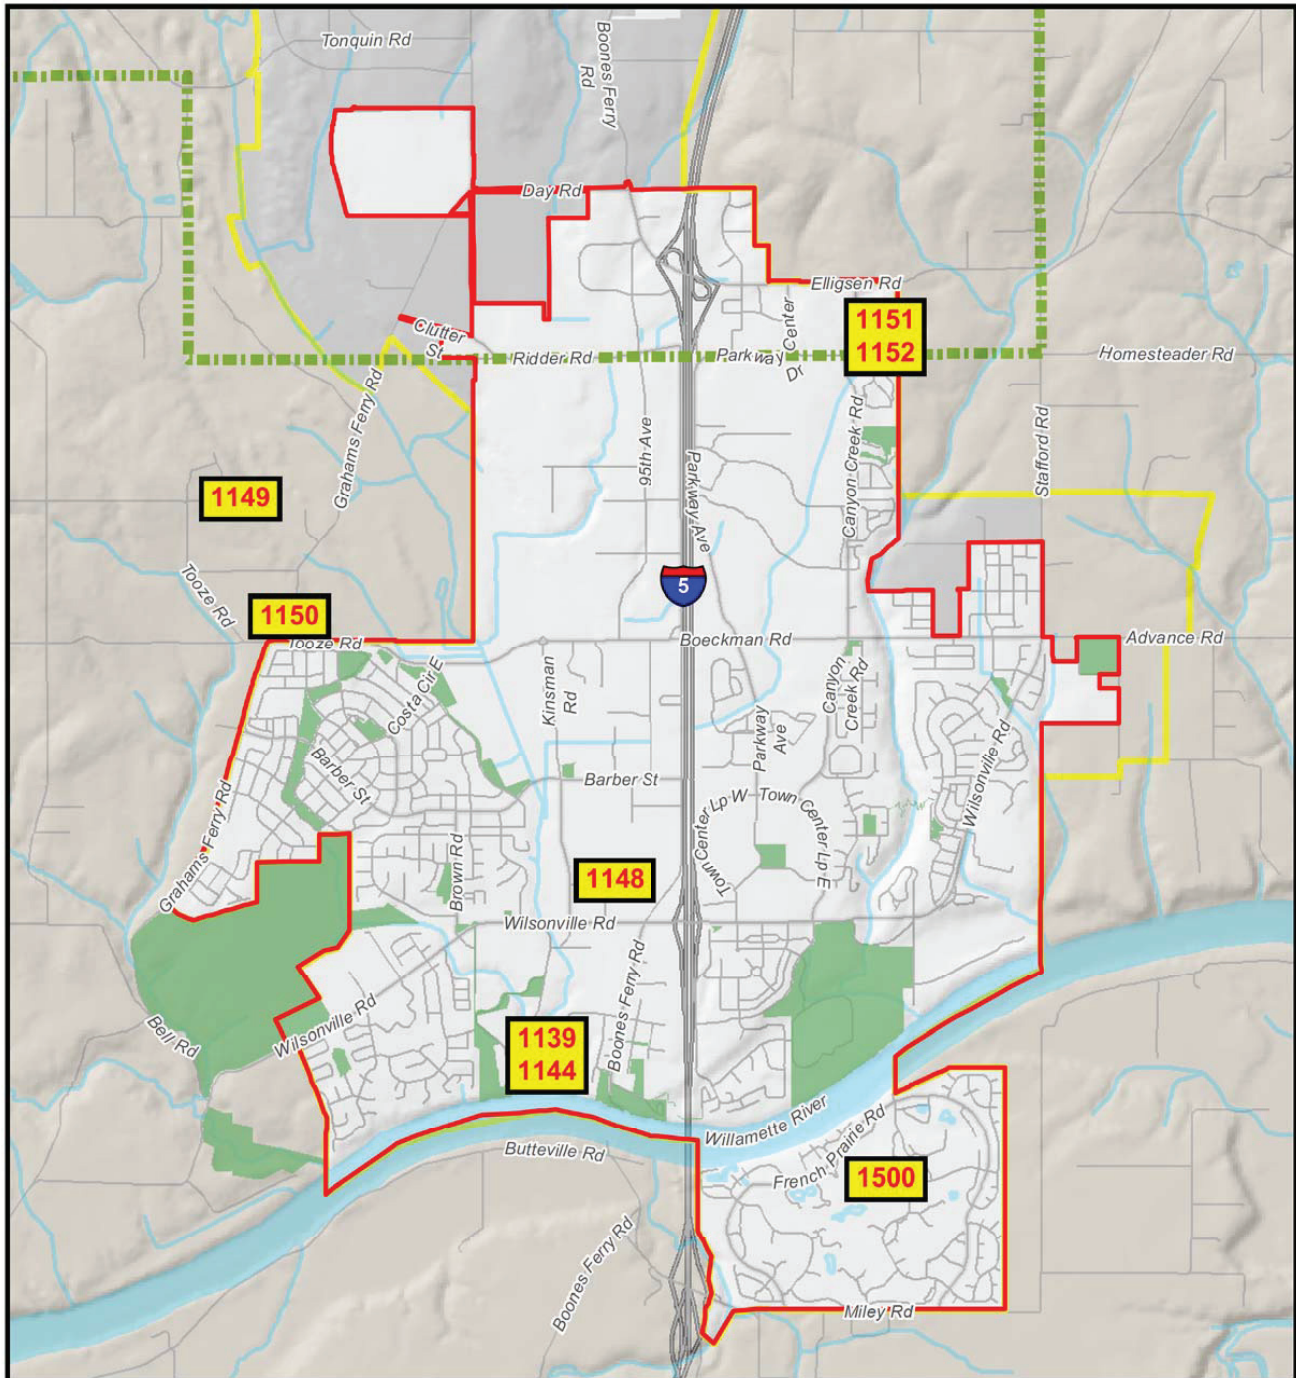 Tonquin Rd
Boones Ferry
Rd
Day Rd
Elligsen Rd
1151
1152
Clutter
St
Ridder Rd
Parkway
Center
Dr
Homesteader Rd
Grahams Ferry Rd
95th Ave
Parkway Ave
Canyon Creek Rd
Stafford Rd
1149
5
Tooze Rd
1150
Tooze Rd
Boeckman Rd
Advance Rd
Costa Cir E
Kinsman
Rd
Canyon
Creek Rd
Parkway
Ave
Wilsonville Rd
Barber St
Barber St
Town Center Lp W
Town Center Lp E
Grahams Ferry Rd
Brown Rd
1148
Wilsonville Rd
Boones Ferry Rd
Wilsonville Rd
Bell Rd
1139
1144
Willamette River
French Prairie Rd
Butteville Rd
1500
Boones Ferry Rd
Miley Rd